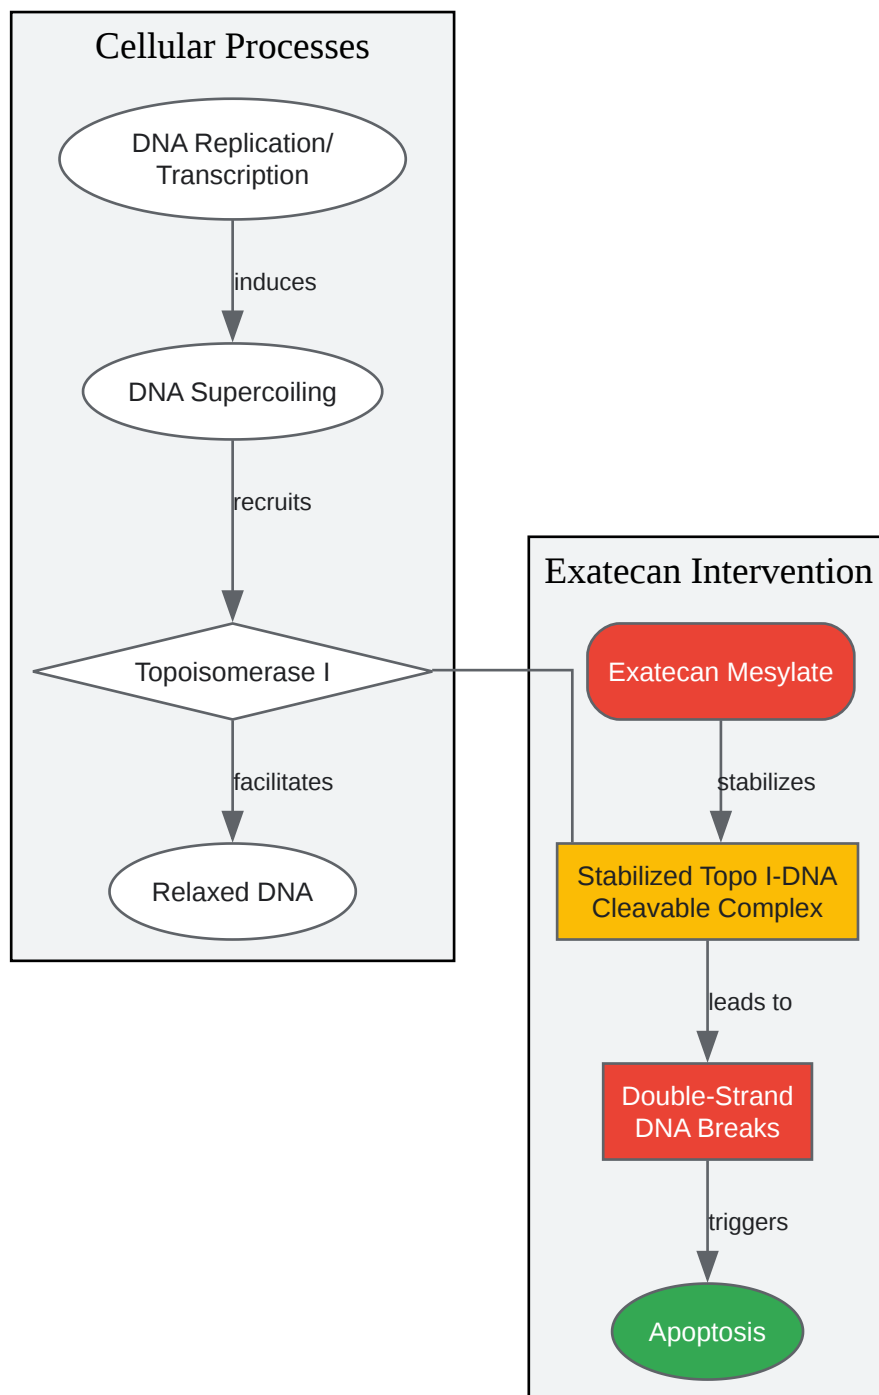 Cellular Processes
DNA Replication/
Transcription
induces
DNA Supercoiling
recruits
Topoisomerase I
facilitates
Relaxed DNA
Exatecan Intervention
Exatecan Mesylate
stabilizes
Stabilized Topo I-DNA
Cleavable Complex
leads to
Double-Strand
DNA Breaks
triggers
Apoptosis